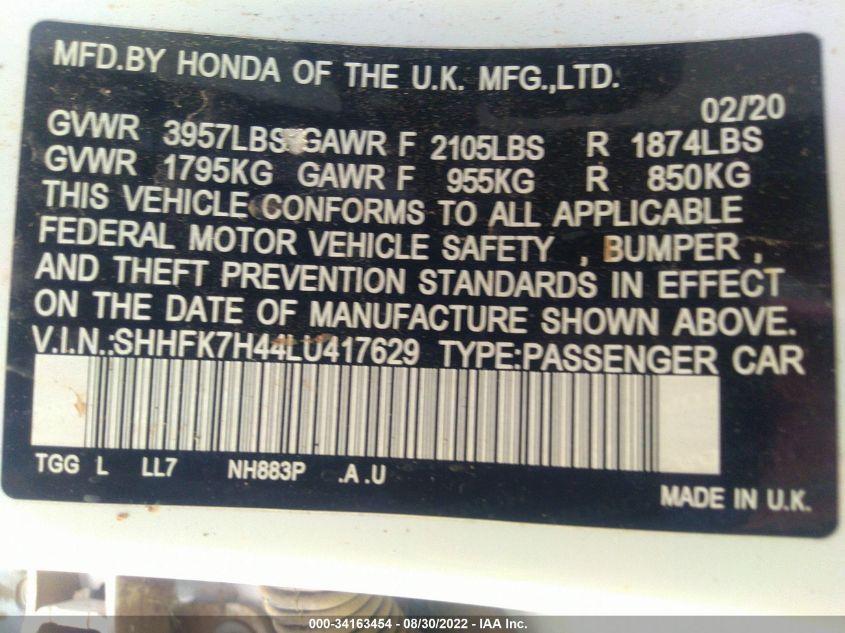 MFD.BY HONDA OF THE U.K. MFG.,LTD.
02/20
GVWR 3957LBS GAWR F 2105LBS R 1874LBS
GVWR 1795KG GAWR F 955KG R 850KG
THIS VEHICLE CONFORMS TO ALL APPLICABLE
FEDERAL MOTOR VEHICLE SAFETY , BUMPER ,
AND THEFT PREVENTION STANDARDS IN EFFECT
ON THE DATE OF MANUFACTURE SHOWN ABOVE.
V.I.N.:SHHFK7H44LU417629 TYPE:PASSENGER CAR
TGG L LL7 NH883P .A .U
MADE IN U.K.
000-34163454 - 08/30/2022 - IAA Inc.